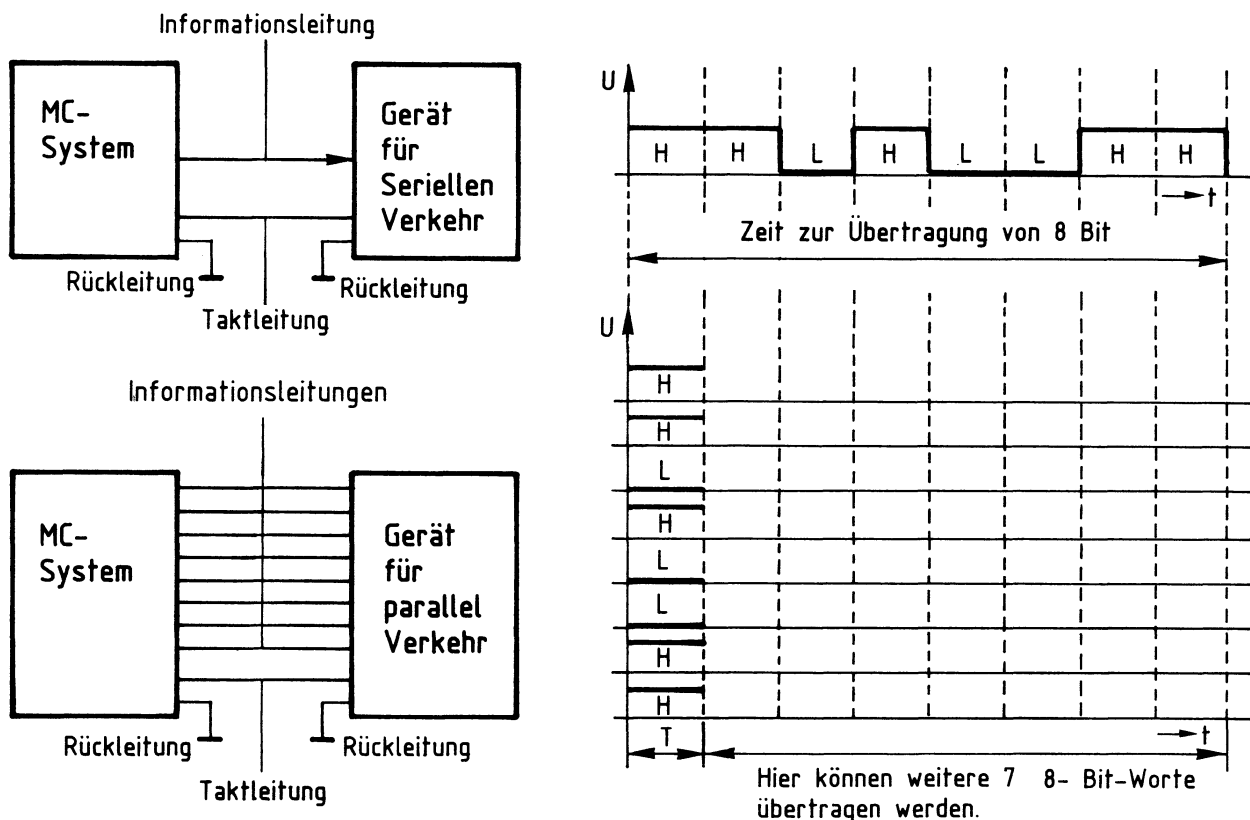 Informationsleitung
MC-
System
Gerät
für
Seriellen
Verkehr
Rückleitung
Rückleitung
Taktleitung
U
H H L H L L H H
t
Zeit zur Übertragung von 8 Bit
Informationsleitungen
MC-
System
Gerät
für
parallel
Verkehr
Rückleitung
Rückleitung
Taktleitung
U
H
H
L
H
L
L
H
H
T
t
Hier können weitere 7 8- Bit-Worte
übertragen werden.